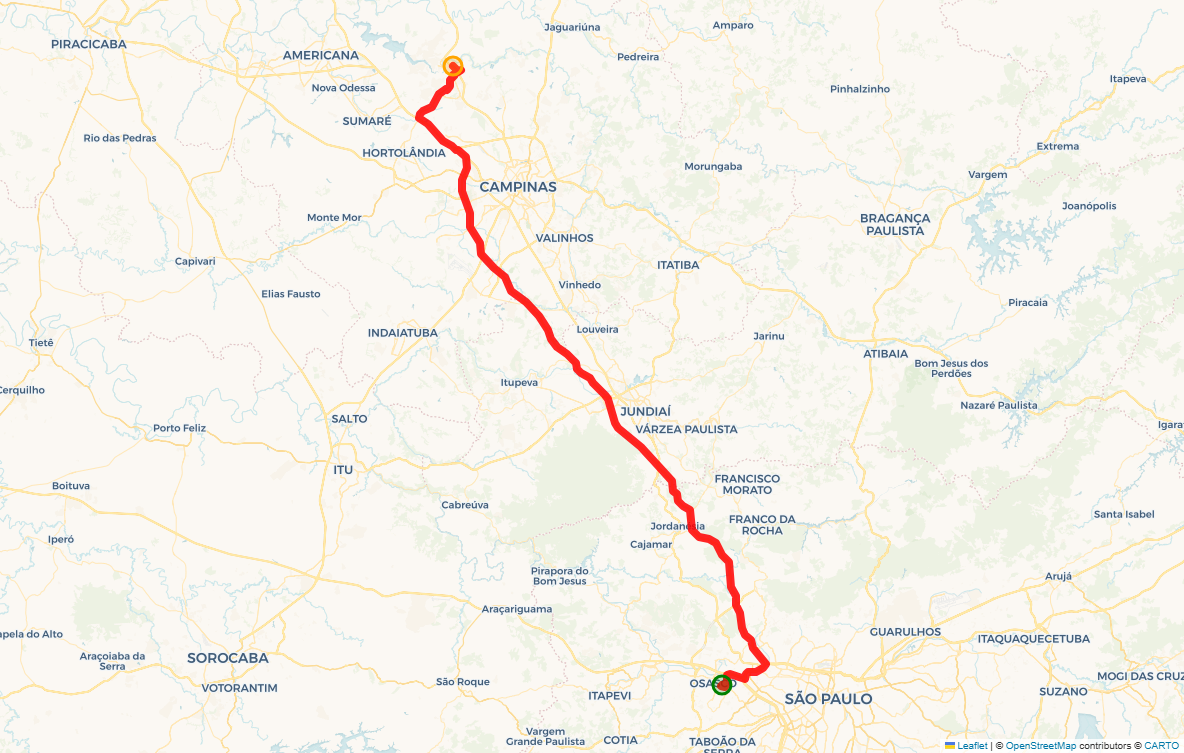 Jaguariúna
Amparo
PIRACICABA
AMERICANA
Pedreira
Itapeva
Nova Odessa
Pinhalzinho
SUMARÉ
Rio das Pedras
Extrema
HORTOLÂNDIA
Morungaba
Vargem
CAMPINAS
Joanópolis
Monte Mor
BRAGANÇA
PAULISTA
VALINHOS
Capivari
ITATIBA
Vinhedo
Elias Fausto
Piracaia
INDAIATUBA
Louveira
Jarinu
Tietê
ATIBAIA
Bom Jesus dos
Perdões
Itupeva
Cerquilho
Nazaré Paulista
JUNDIAÍ
SALTO
Porto Feliz
VÁRZEA PAULISTA
Igarat
ITU
FRANCISCO
MORATO
Boituva
Cabreúva
Santa Isabel
FRANCO DA
ROCHA
Jordanésia
Iperó
Cajamar
Pirapora do
Bom Jesus
Arujá
Araçariguama
GUARULHOS
apela do Alto
ITAQUAQUECETUBA
Araçoiaba da
Serra
SOROCABA
MOGI DAS CRUZ
São Roque
OSASCO
VOTORANTIM
ITAPEVI
SUZANO
SÃO PAULO
Vargem
Grande Paulista
COTIA
TABOÃO DA
SERRA
Leaflet | © OpenStreetMap contributors © CARTO